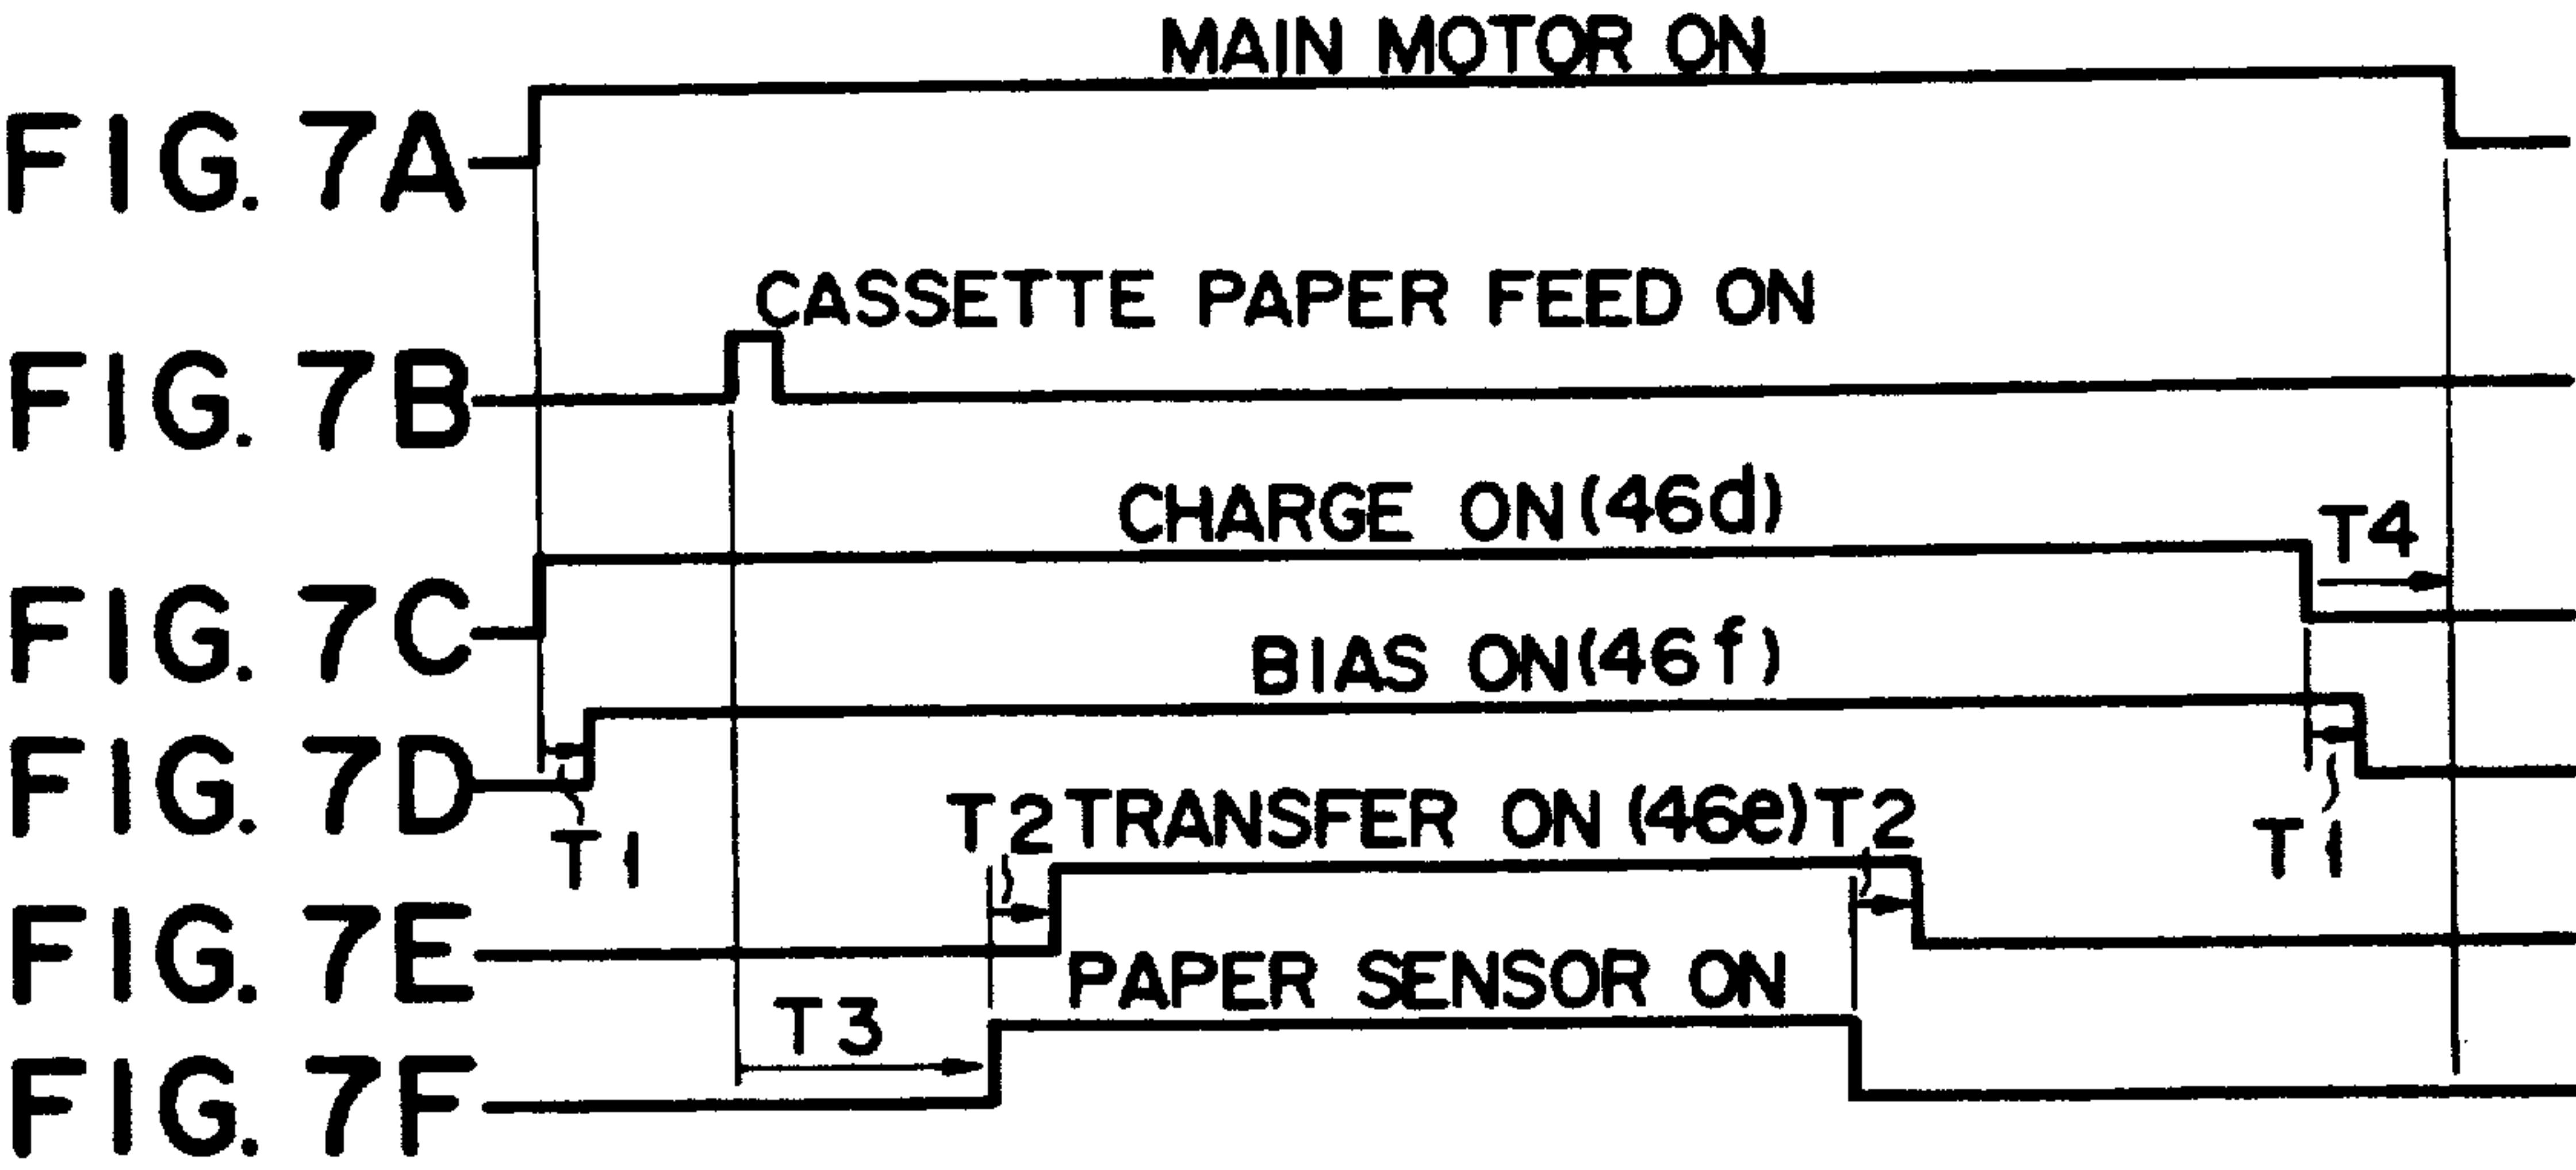 MAIN MOTOR ON
FIG. 7A
CASSETTE PAPER FEED ON
FIG. 7B
CHARGE ON (46d)
T4
FIG. 7C
BIAS ON (46f)
FIG. 7D
T1
T2 TRANSFER ON (46e) T2
T1
FIG. 7E
PAPER SENSOR ON
T3
FIG. 7F